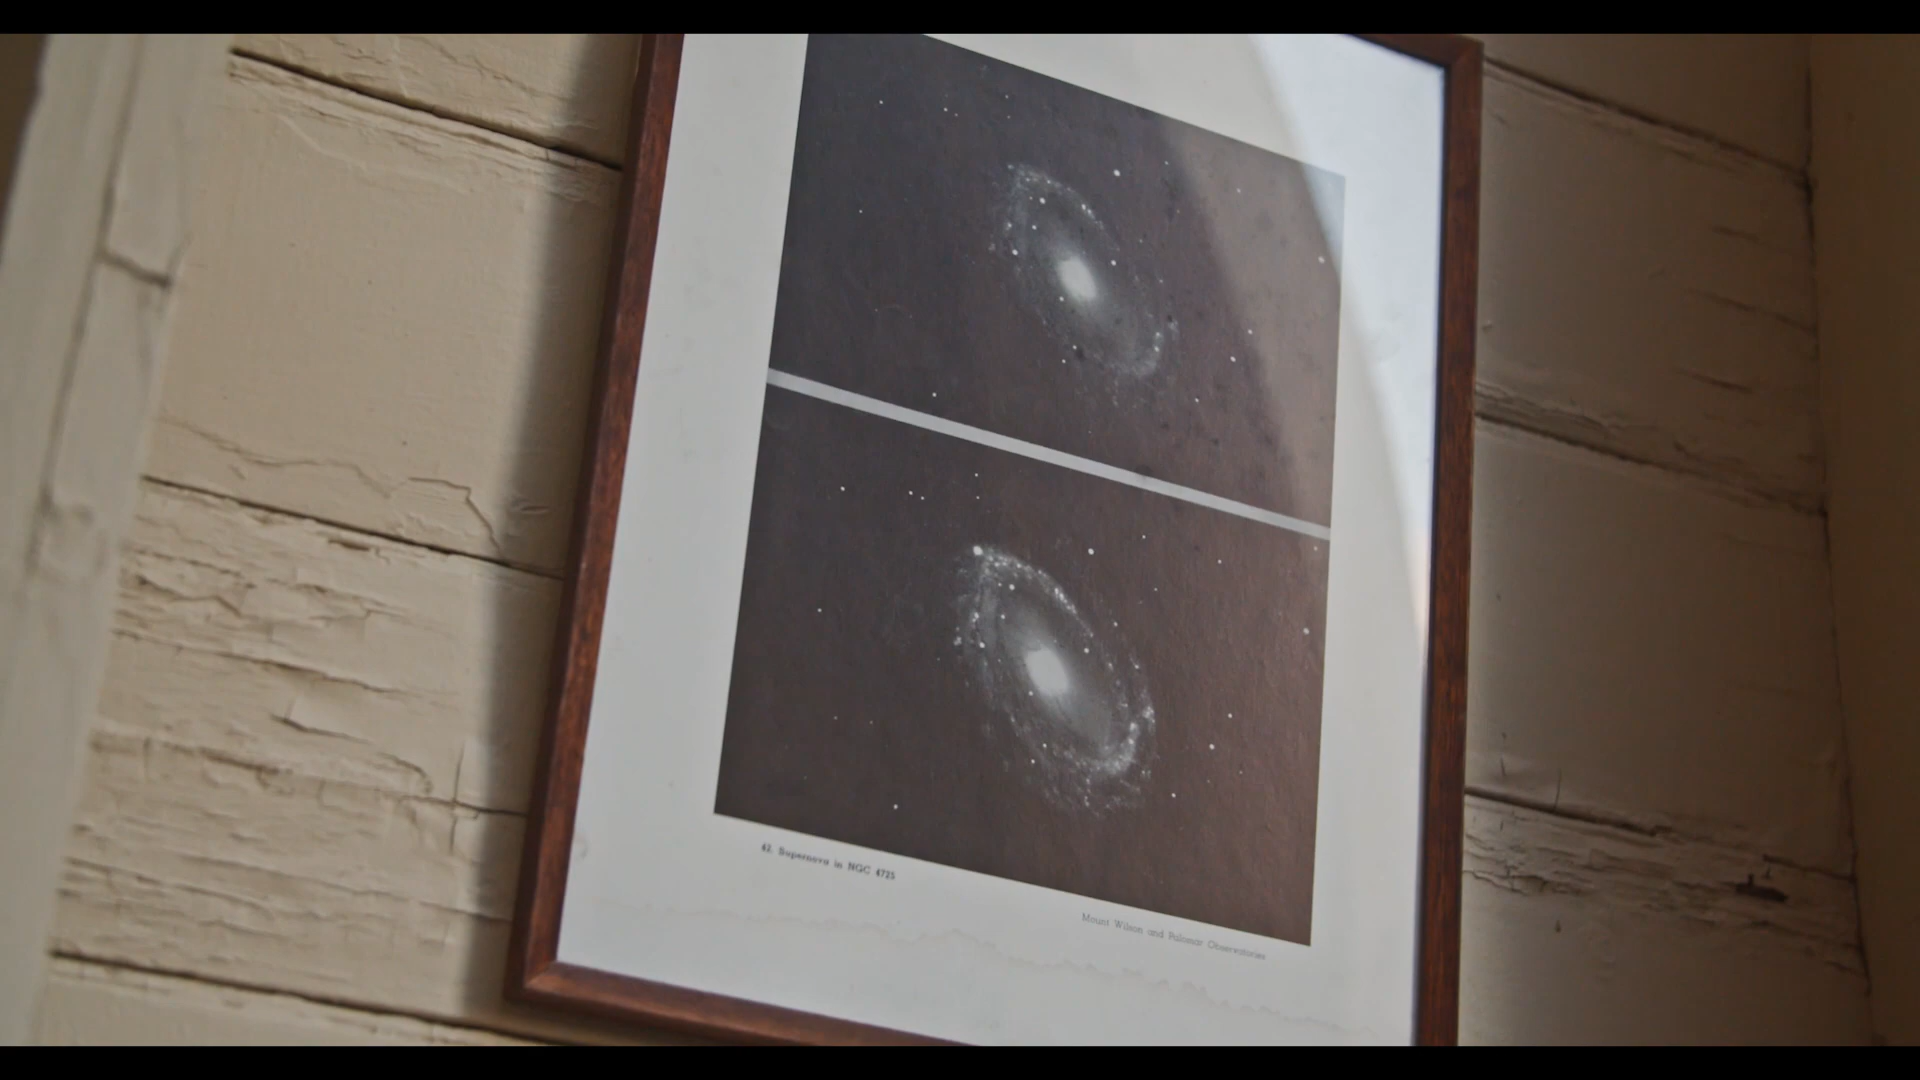 42. Supernova in NGC 4725
Mount Wilson and Palomar Observatories